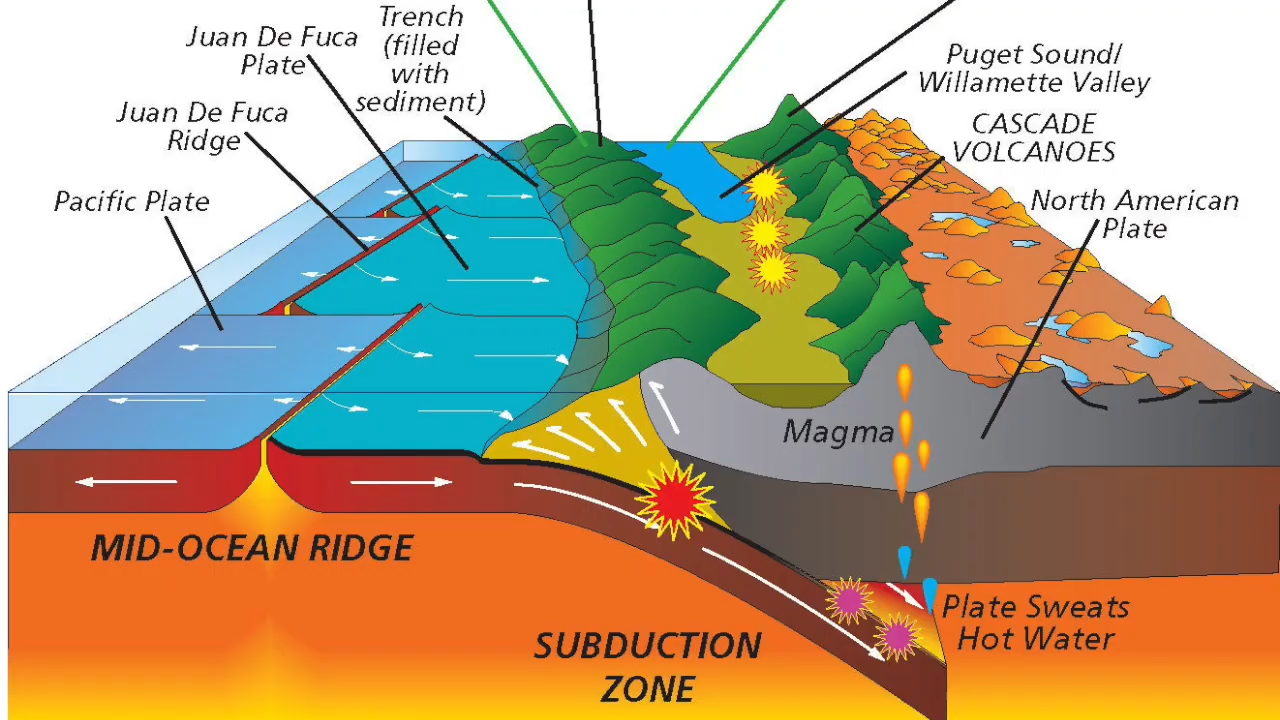 Juan De Fuca
Plate
Trench
(filled
with
sediment)
Juan De Fuca
Ridge
Pacific Plate
Puget Sound/
Willamette Valley
CASCADE
VOLCANOES
North American
Plate
Magma
MID-OCEAN RIDGE
SUBDUCTION
ZONE
Plate Sweats
Hot Water